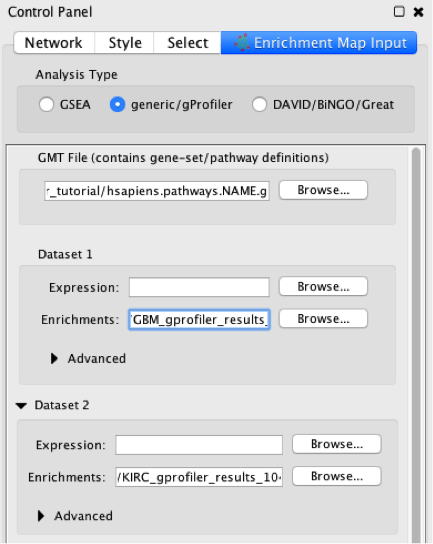 Control Panel
Network Style Select Enrichment Map Input
Analysis Type
GSEA generic/gProfiler DAVID/BiNGO/Great
GMT File (contains gene-set/pathway definitions)
r_tutorial/hsapiens.pathways.NAME.g Browse...
Dataset 1
Expression: Browse...
Enrichments: /GBM_gprofiler_results_ Browse...
Advanced
Dataset 2
Expression: Browse...
Enrichments: /KIRC_gprofiler_results_10 Browse...
Advanced